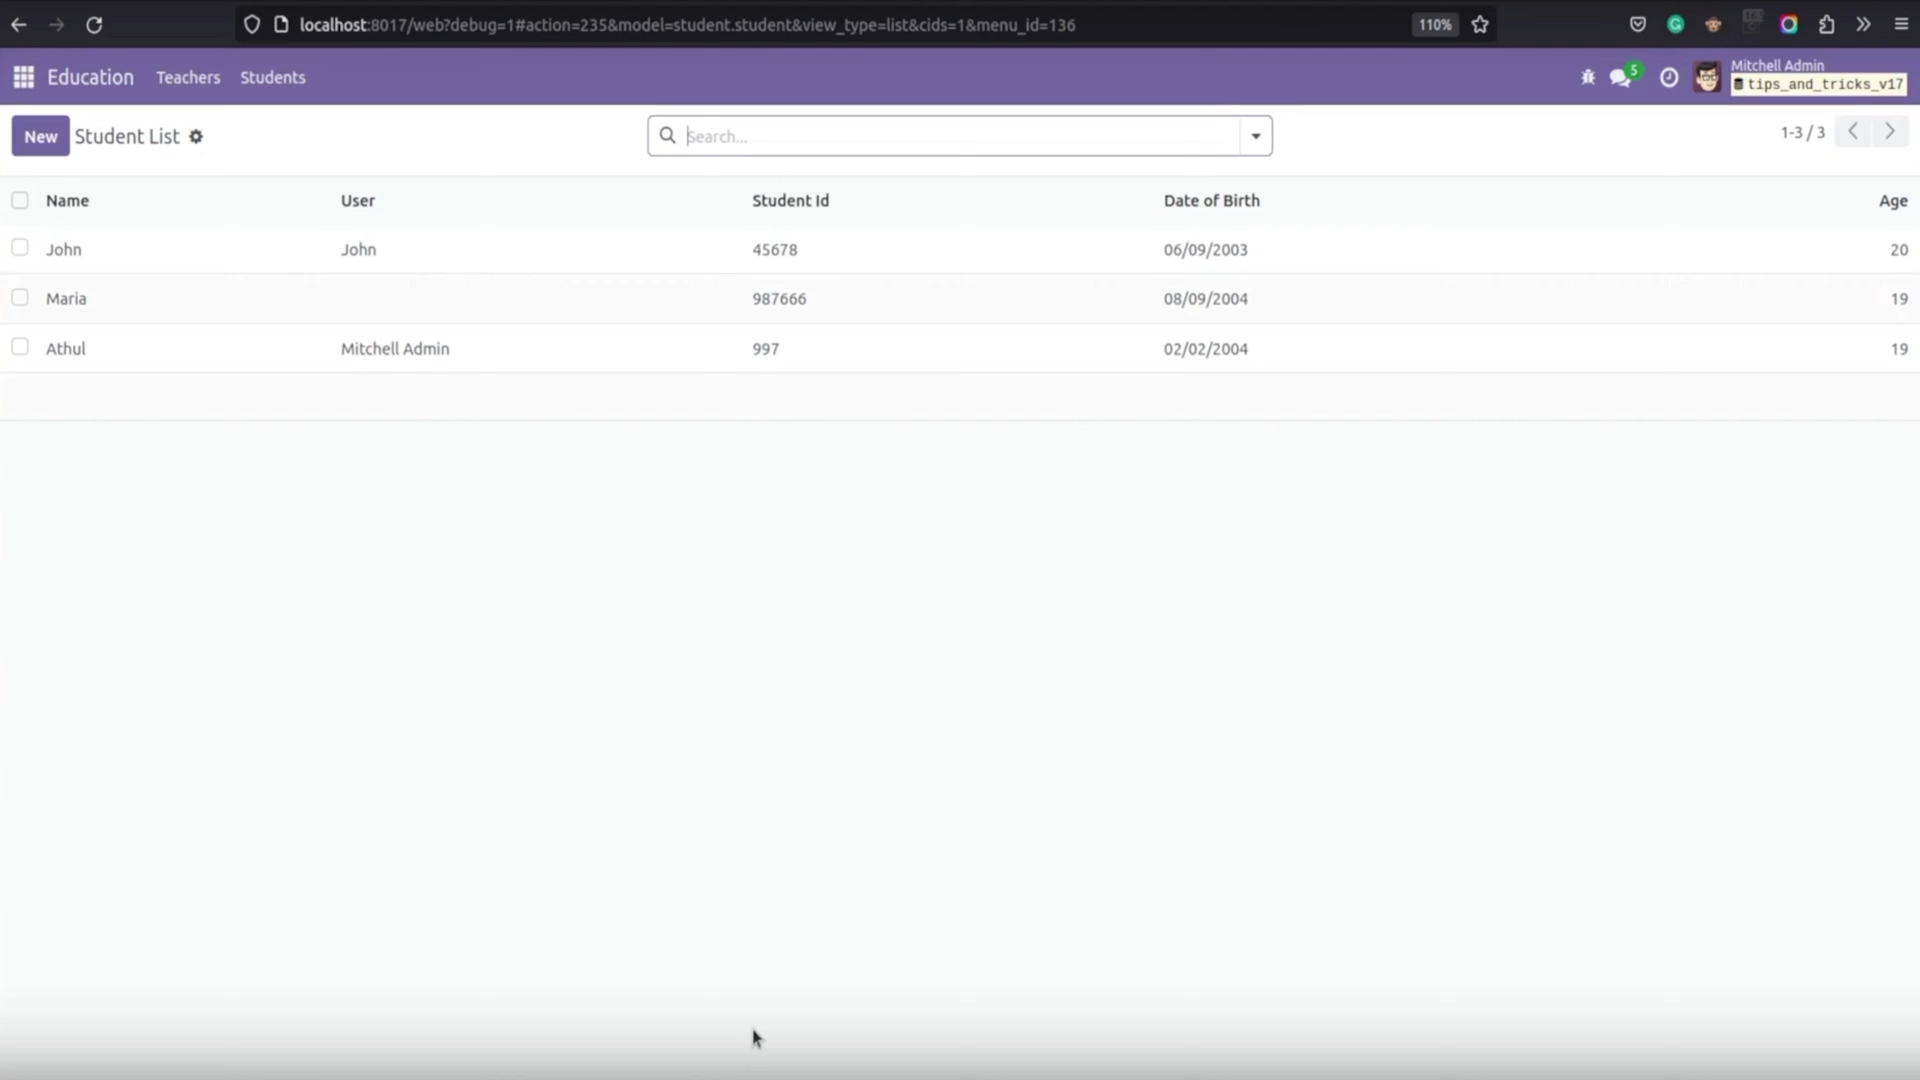 localhost:8017/web?debug=1#action=235&model=student.student&view_type=list&cids=1&menu_id=136
110%
Education Teachers Students
5
Mitchell Admin
tips_and_tricks_v17
New Student List
Search...
1-3 / 3
Name User Student Id Date of Birth Age
John John 45678 06/09/2003 20
Maria 987666 08/09/2004 19
Athul Mitchell Admin 997 02/02/2004 19